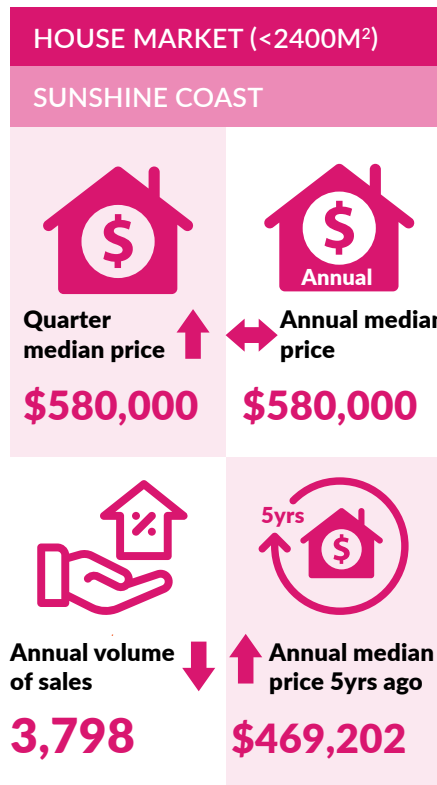 HOUSE MARKET (<2400M²)
SUNSHINE COAST
$
Quarter
median price
$580,000
$
Annual
Annual median
price
$580,000
%
Annual volume
of sales
3,798
5yrs
$
Annual median
price 5yrs ago
$469,202